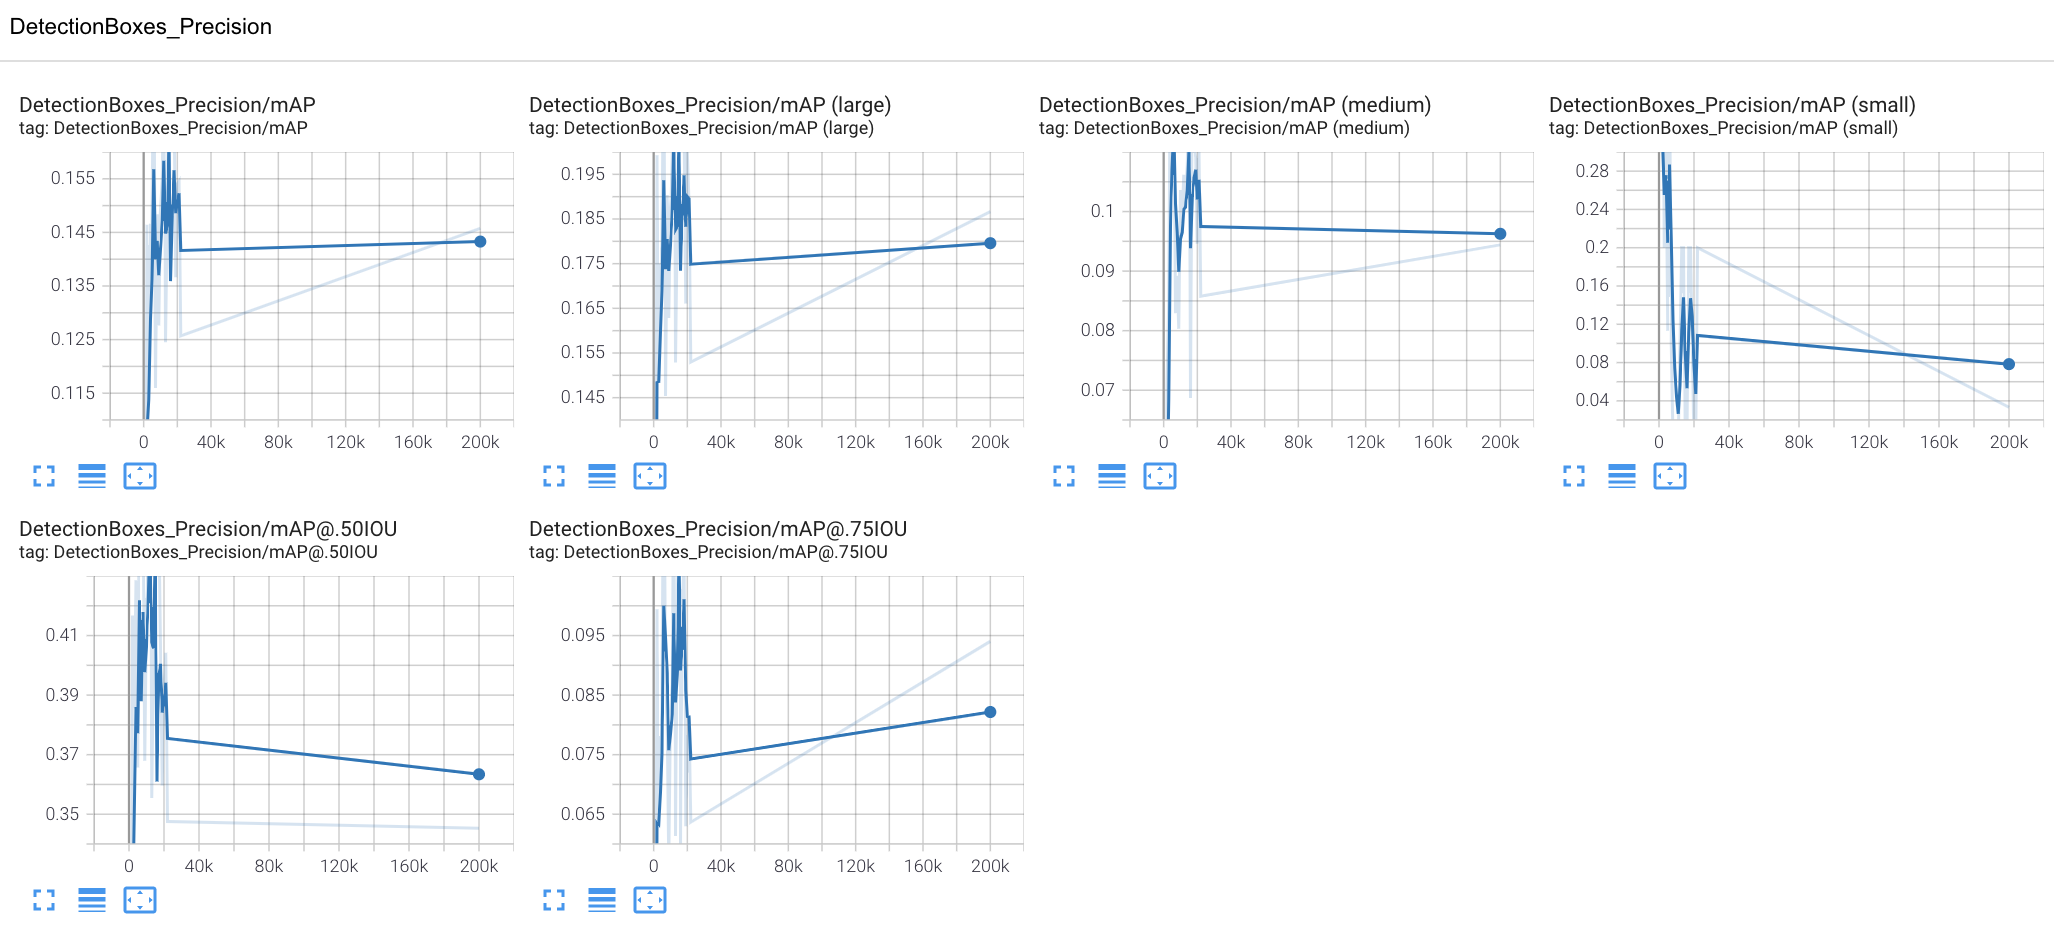 DetectionBoxes_Precision
DetectionBoxes_Precision/mAP
tag: DetectionBoxes_Precision/mAP
0.155
0.145
0.135
0.125
0.115
0 40k 80k 120k 160k 200k
DetectionBoxes_Precision/mAP (large)
tag: DetectionBoxes_Precision/mAP (large)
0.195
0.185
0.175
0.165
0.155
0.145
0 40k 80k 120k 160k 200k
DetectionBoxes_Precision/mAP (medium)
tag: DetectionBoxes_Precision/mAP (medium)
0.1
0.09
0.08
0.07
0 40k 80k 120k 160k 200k
DetectionBoxes_Precision/mAP (small)
tag: DetectionBoxes_Precision/mAP (small)
0.28
0.24
0.2
0.16
0.12
0.08
0.04
0 40k 80k 120k 160k 200k
DetectionBoxes_Precision/mAP@.50IOU
tag: DetectionBoxes_Precision/mAP@.50IOU
0.41
0.39
0.37
0.35
0 40k 80k 120k 160k 200k
DetectionBoxes_Precision/mAP@.75IOU
tag: DetectionBoxes_Precision/mAP@.75IOU
0.095
0.085
0.075
0.065
0 40k 80k 120k 160k 200k